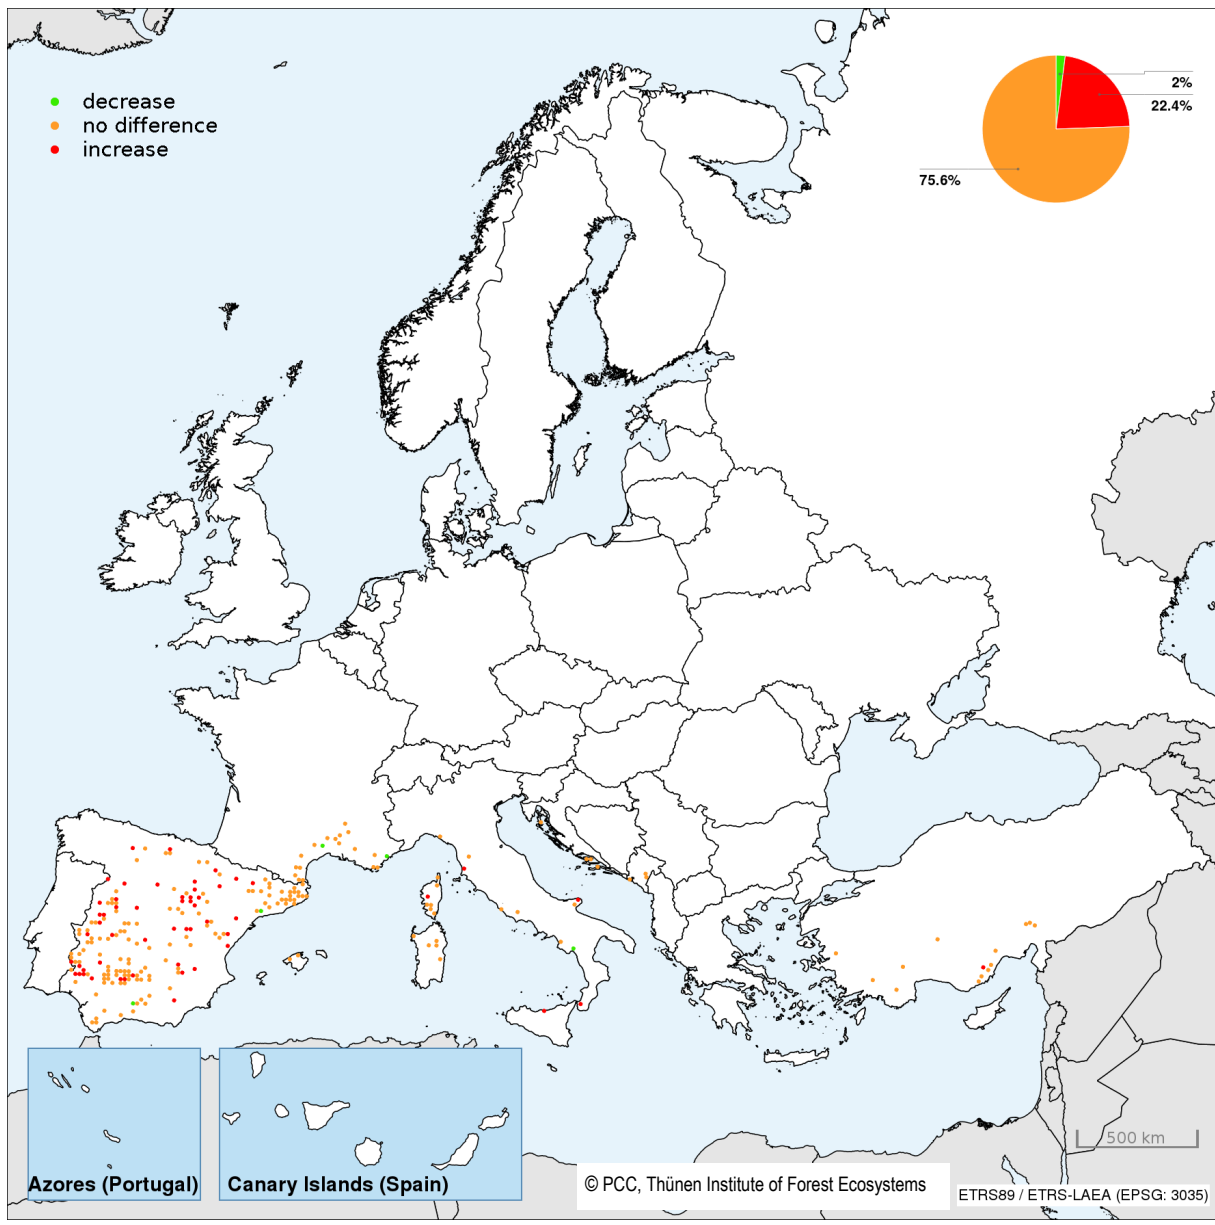 decrease
no difference
increase
2%
22.4%
75.6%
500 km
Azores (Portugal)
Canary Islands (Spain)
© PCC, Thünen Institute of Forest Ecosystems
ETRS89 / ETRS-LAEA (EPSG: 3035)